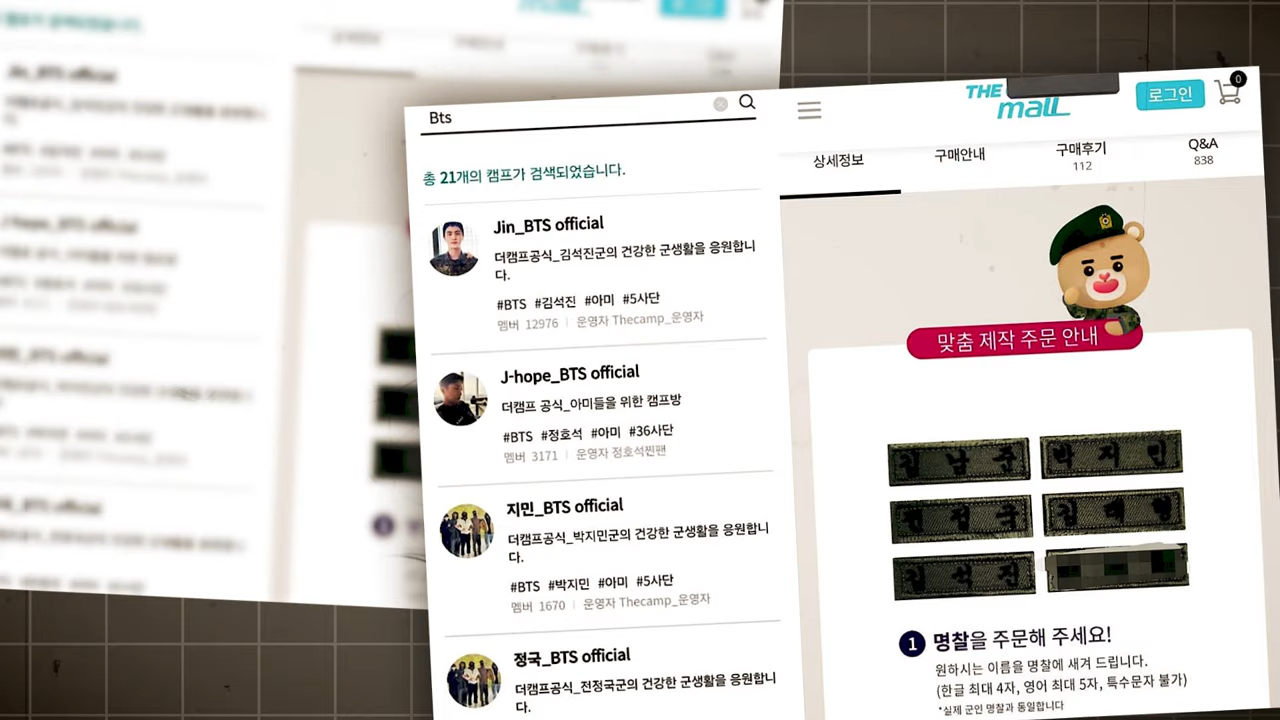 Bts
총 21개의 캠프가 검색되었습니다.
Jin_BTS official
더캠프공식_김석진군의 건강한 군생활을 응원합니
다.
#BTS #김석진 #아미 #5사단
멤버 12976 | 운영자 Thecamp_운영자
J-hope_BTS official
더캠프 공식_아미들을 위한 캠프방
#BTS #정호석 #아미 #36사단
멤버 3171 | 운영자 정호석찐팬
지민_BTS official
더캠프공식_박지민군의 건강한 군생활을 응원합니
다.
#BTS #박지민 #아미 #5사단
멤버 1670 | 운영자 Thecamp_운영자
정국_BTS official
더캠프공식_전정국군의 건강한 군생활을 응원합니
다.
THE
mall
로그인
0
상세정보 구매안내 구매후기 Q&A
112 838
맞춤 제작 주문 안내
김남준 박지민
전정국 김태형
김석진
1 명찰을 주문해 주세요!
원하시는 이름을 명찰에 새겨 드립니다.
(한글 최대 4자, 영어 최대 5자, 특수문자 불가)
*실제 군인 명찰과 동일합니다